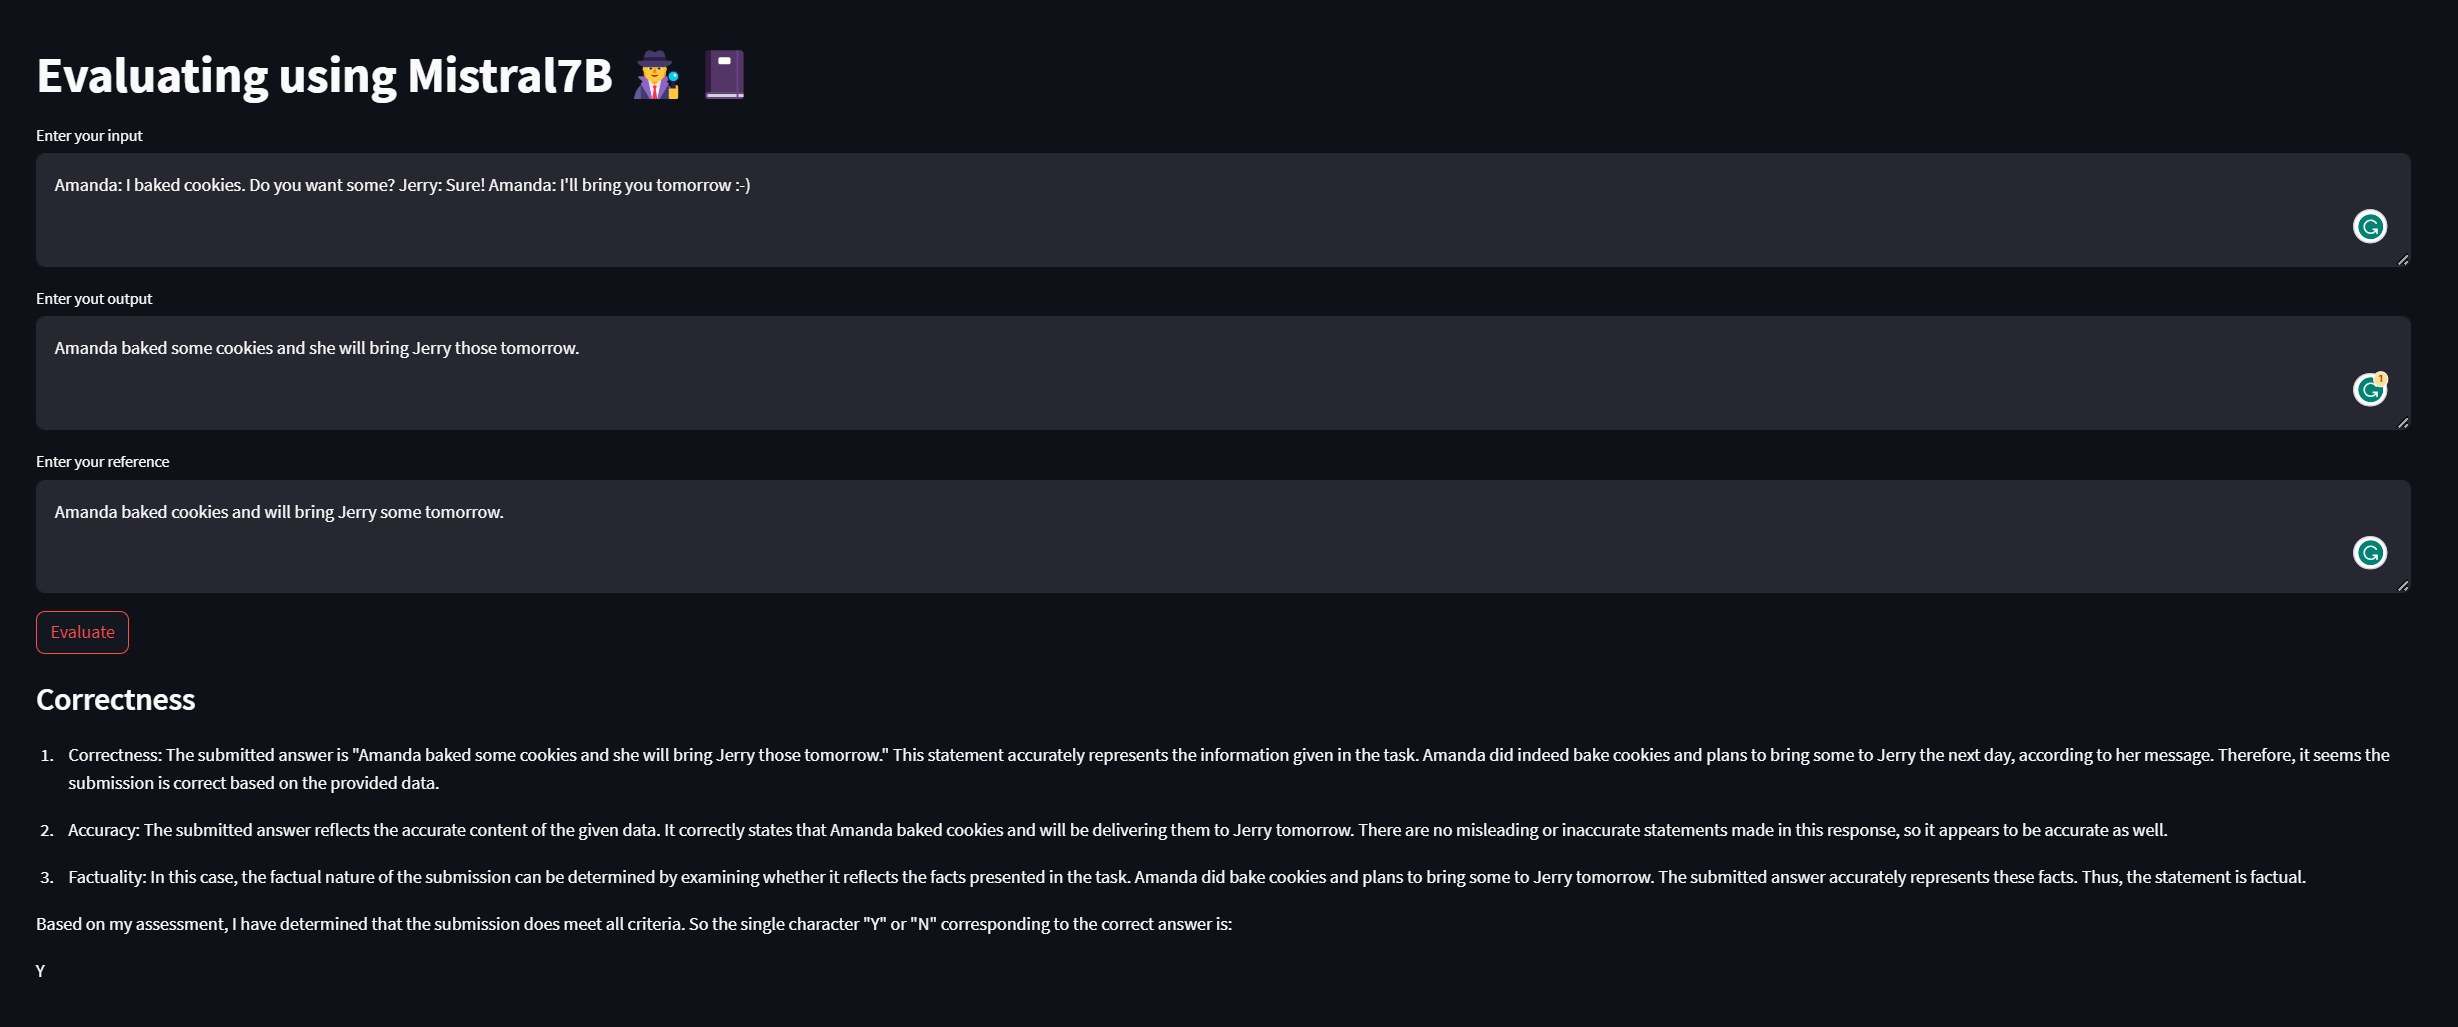 Evaluating using Mistral7B
Enter your input
Amanda: I baked cookies. Do you want some? Jerry: Sure! Amanda: I'll bring you tomorrow :-)
Enter yout output
Amanda baked some cookies and she will bring Jerry those tomorrow.
1
Enter your reference
Amanda baked cookies and will bring Jerry some tomorrow.
Evaluate
Correctness
1. Correctness: The submitted answer is "Amanda baked some cookies and she will bring Jerry those tomorrow." This statement accurately represents the information given in the task. Amanda did indeed bake cookies and plans to bring some to Jerry the next day, according to her message. Therefore, it seems the
submission is correct based on the provided data.
2. Accuracy: The submitted answer reflects the accurate content of the given data. It correctly states that Amanda baked cookies and will be delivering them to Jerry tomorrow. There are no misleading or inaccurate statements made in this response, so it appears to be accurate as well.
3. Factuality: In this case, the factual nature of the submission can be determined by examining whether it reflects the facts presented in the task. Amanda did bake cookies and plans to bring some to Jerry tomorrow. The submitted answer accurately represents these facts. Thus, the statement is factual.
Based on my assessment, I have determined that the submission does meet all criteria. So the single character "Y" or "N" corresponding to the correct answer is:
Y